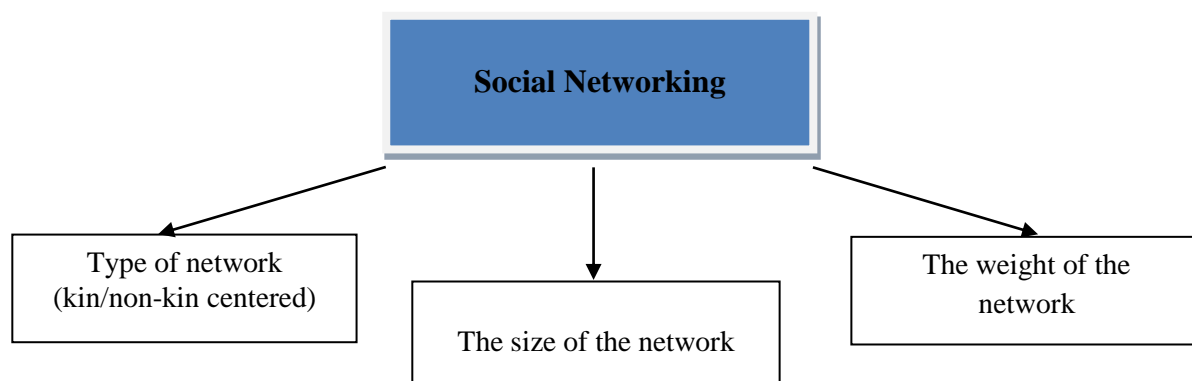 Social Networking
Type of network
(kin/non-kin centered)
The size of the network
The weight of the
network